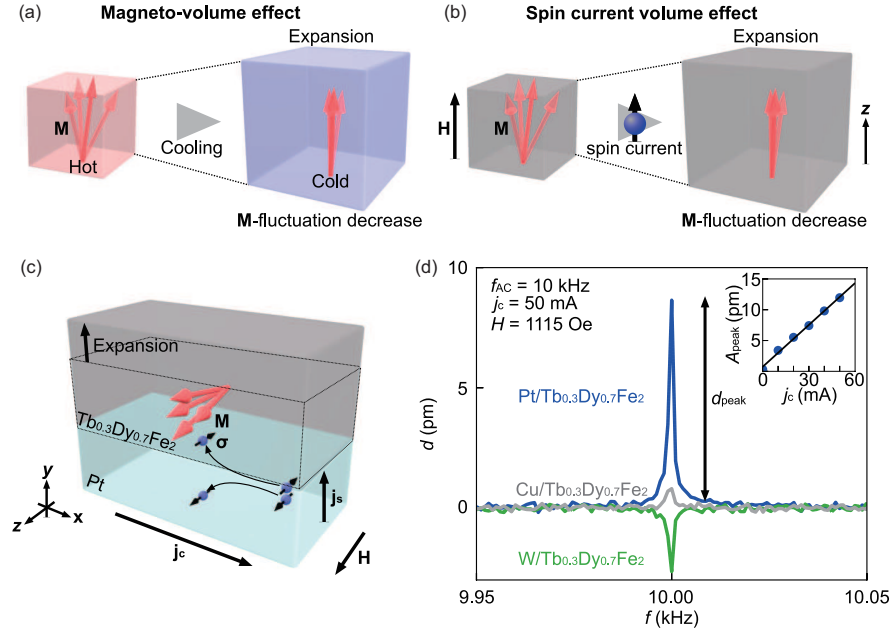 (a)
Magneto-volume effect
Expansion
M
Hot
Cooling
Cold
M-fluctuation decrease
(b)
Spin current volume effect
Expansion
H
M
spin current
z
M-fluctuation decrease
(c)
Expansion
M
Tb0.3Dy0.7Fe2
σ
Pt
js
y
z
x
jc
H
(d)
d (pm)
10
5
0
fAC = 10 kHz
jc = 50 mA
H = 1115 Oe
Pt/Tb0.3Dy0.7Fe2
dpeak
Cu/Tb0.3Dy0.7Fe2
W/Tb0.3Dy0.7Fe2
9.95
10.00
10.05
f (kHz)
Apeak (pm)
15
10
5
0
30
60
jc (mA)